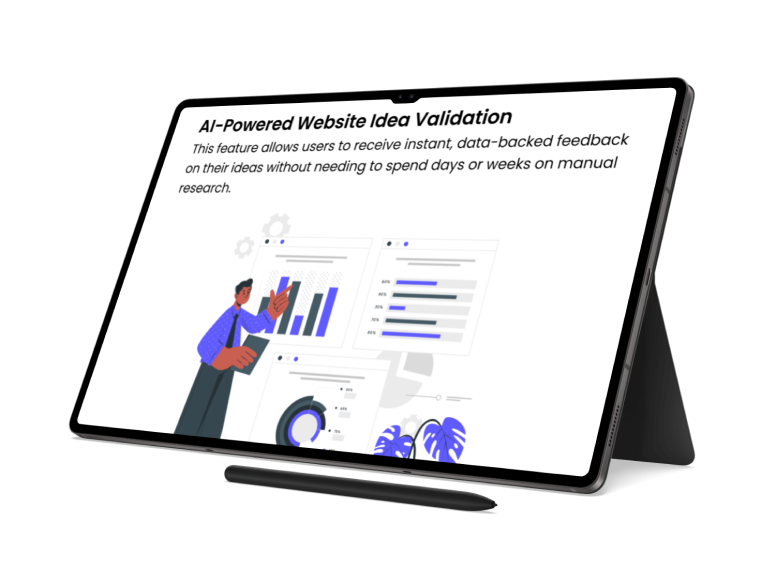 AI-Powered Website Idea Validation
This feature allows users to receive instant, data-backed feedback
on their ideas without needing to spend days or weeks on manual
research.